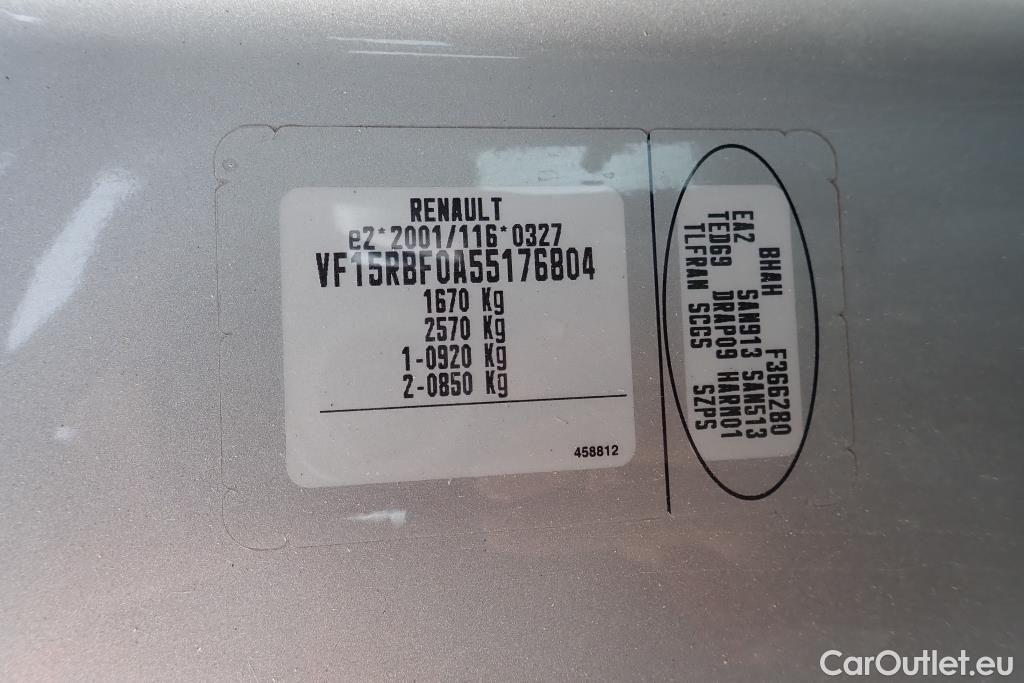 RENAULT
e2*2001/116*0327
VF15RBF0A55176804
1670 Kg
2570 Kg
1-0920 Kg
2-0850 Kg
458812
BHAH F366280
EA2 SAN913 SAN513
TED69 DRAP09 HARN01
TLFRAN SCGS SZPS
CarOutlet.eu